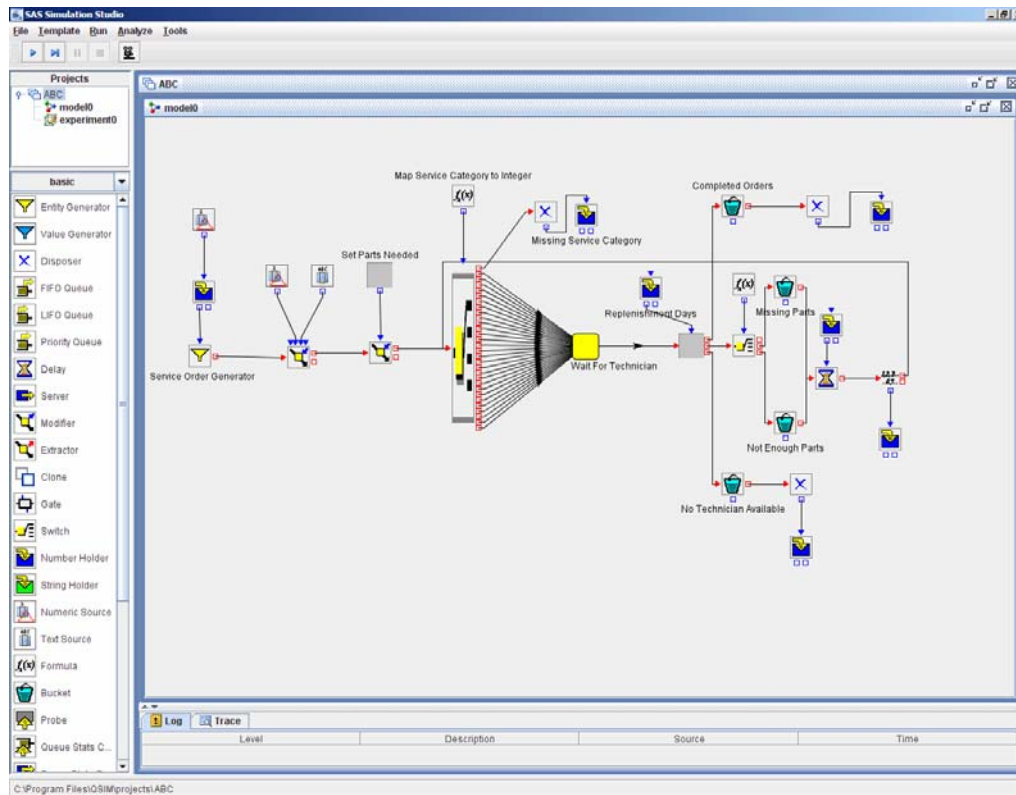 SAS Simulation Studio
File Template Run Analyze Tools
Projects
ABC
model0
experiment0
basic
Entity Generator
Value Generator
Disposer
FIFO Queue
LIFO Queue
Priority Queue
Delay
Server
Modifier
Extractor
Clone
Gate
Switch
Number Holder
String Holder
Numeric Source
Text Source
Formula
Bucket
Probe
Queue Stats C...
ABC
model0
Map Service Category to Integer
Completed Orders
Missing Service Category
Set Parts Needed
Replenishment Days
Missing Parts
Service Order Generator
Wait For Technician
Not Enough Parts
No Technician Available
Log Trace
Level Description Source Time
C:\Program Files\QSIM\projects\ABC